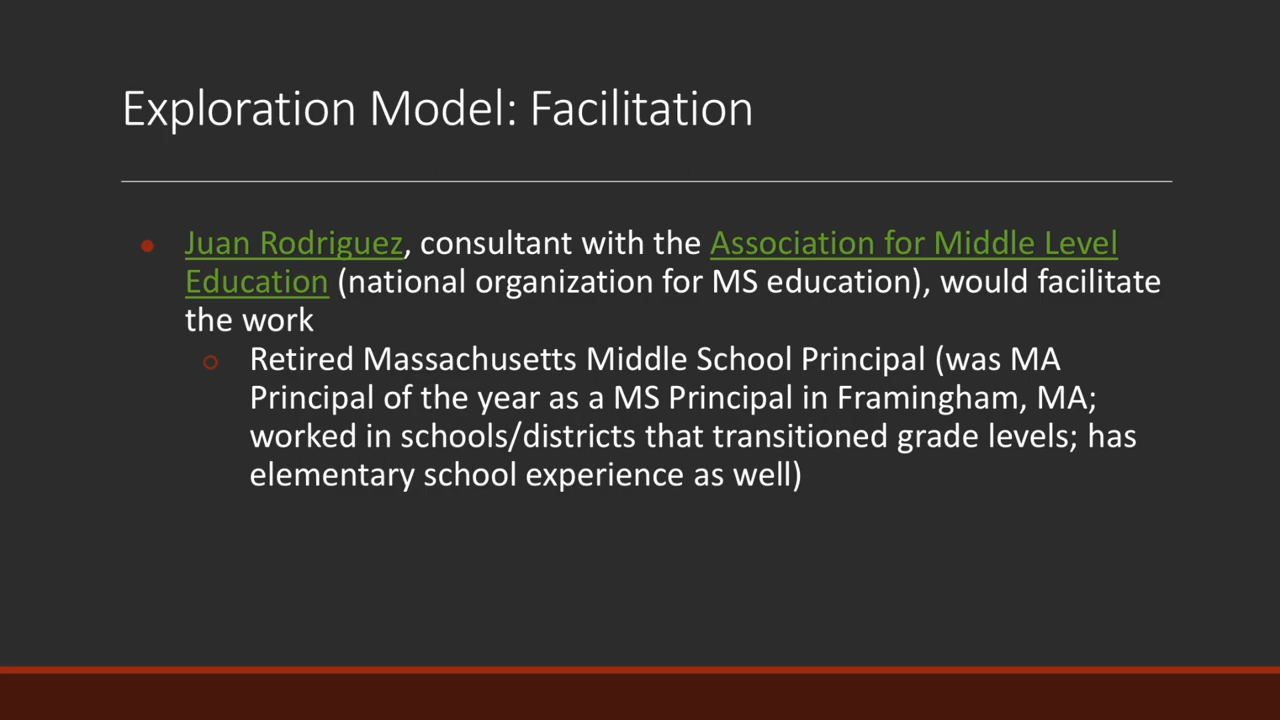 Exploration Model: Facilitation
Juan Rodriguez, consultant with the Association for Middle Level
Education (national organization for MS education), would facilitate
the work
Retired Massachusetts Middle School Principal (was MA
Principal of the year as a MS Principal in Framingham, MA;
worked in schools/districts that transitioned grade levels; has
elementary school experience as well)